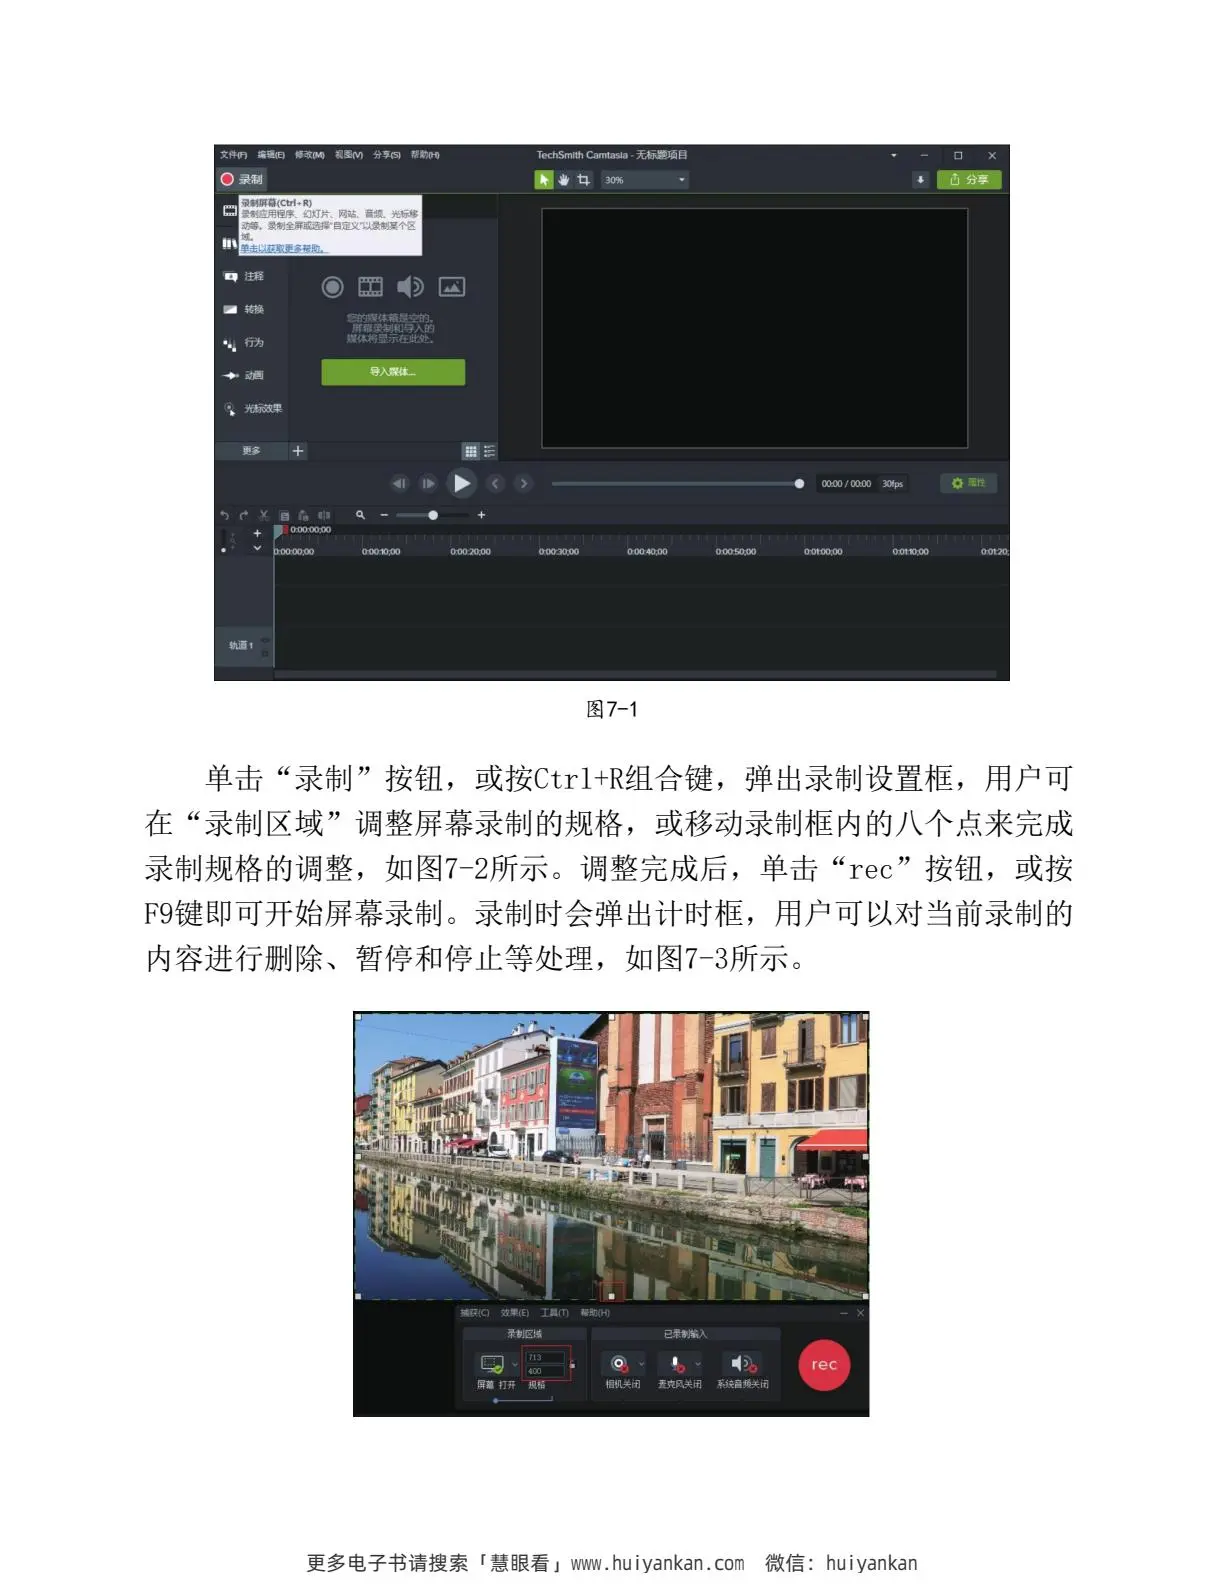 文件(F) 编辑(E) 修改(M) 视图(V) 分享(S) 帮助(H) TechSmith Camtasia - 无标题项目
录制 30% 分享
录制屏幕(Ctrl+R)
录制应用程序、幻灯片、网站、音频、光标移
动等。录制全屏或选择“自定义”以录制某个区
域。
单击以获取更多帮助。
注释
转换
行为
动画
光标效果
更多
您的媒体箱是空的。
屏幕录制和导入的
媒体将显示在此处。
导入媒体...
00:00 / 00:00 30fps 属性
0:00:00;00
0:00:00;00 0:00:10;00 0:00:20;00 0:00:30;00 0:00:40;00 0:00:50;00 0:01:00;00 0:01:10;00 0:01:20;
轨道 1
图7-1
单击“录制”按钮，或按Ctrl+R组合键，弹出录制设置框，用户可
在“录制区域”调整屏幕录制的规格，或移动录制框内的八个点来完成
录制规格的调整，如图7-2所示。调整完成后，单击“rec”按钮，或按
F9键即可开始屏幕录制。录制时会弹出计时框，用户可以对当前录制的
内容进行删除、暂停和停止等处理，如图7-3所示。
捕获(C) 效果(E) 工具(T) 帮助(H)
录制区域 已录制输入
713
400
rec
屏幕 打开 规格 相机关闭 麦克风关闭 系统音频关闭
更多电子书请搜索「慧眼看」www.huiyankan.com 微信：huiyankan